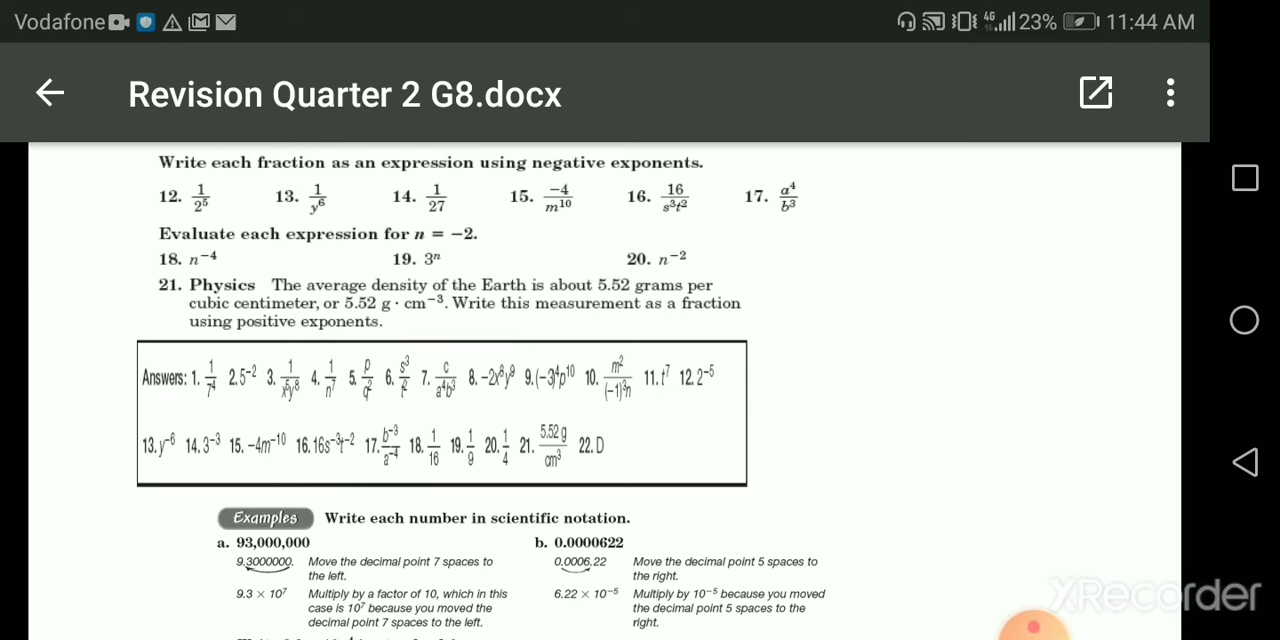 Vodafone 4G 23% 11:44 AM
Revision Quarter 2 G8.docx
Write each fraction as an expression using negative exponents.
12. 1/2⁵ 13. 1/y⁶ 14. 1/27 15. −4/m¹⁰ 16. 16/s³t² 17. a⁴/b³
Evaluate each expression for n = −2.
18. n⁻⁴ 19. 3ⁿ 20. n⁻²
21. Physics The average density of the Earth is about 5.52 grams per
cubic centimeter, or 5.52 g · cm⁻³. Write this measurement as a fraction
using positive exponents.
Answers: 1. 1/7⁴ 2. 5⁻² 3. 1/x⁵y⁸ 4. 1/n⁷ 5. p/q² 6. s³/t² 7. c/a⁴b³ 8. −2x⁸y⁹ 9. (−3)⁴p¹⁰ 10. m²/(−1)³n 11. t⁷ 12. 2⁻⁵
13. y⁻⁶ 14. 3⁻³ 15. −4m⁻¹⁰ 16. 16s⁻³t⁻² 17. b⁻³/a⁻⁴ 18. 1/16 19. 1/9 20. 1/4 21. 5.52 g/cm³ 22. D
Examples Write each number in scientific notation.
a. 93,000,000 b. 0.0000622
9.3000000. Move the decimal point 7 spaces to 0.0006.22 Move the decimal point 5 spaces to
the left. the right.
9.3 × 10⁷ Multiply by a factor of 10, which in this 6.22 × 10⁻⁵ Multiply by 10⁻⁵ because you moved
case is 10⁷ because you moved the the decimal point 5 spaces to the
decimal point 7 spaces to the left. right.
XRecorder